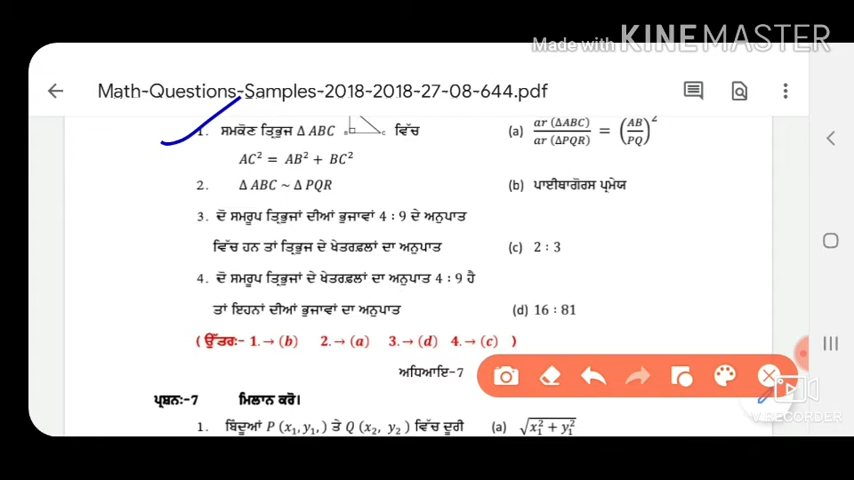 Made with KINEMASTER
Math-Questions-Samples-2018-2018-27-08-644.pdf
1. ਸਮਕੋਣ ਤ੍ਰਿਭੁਜ Δ ABC B C ਵਿੱਚ (a) ar (ΔABC) / ar (ΔPQR) = (AB/PQ)²
AC² = AB² + BC²
2. Δ ABC ~ Δ PQR (b) ਪਾਈਥਾਗੋਰਸ ਪ੍ਰਮੇਯ
3. ਦੋ ਸਮਰੂਪ ਤ੍ਰਿਭੁਜਾਂ ਦੀਆਂ ਭੁਜਾਵਾਂ 4 : 9 ਦੇ ਅਨੁਪਾਤ
ਵਿੱਚ ਹਨ ਤਾਂ ਤ੍ਰਿਭੁਜ ਦੇ ਖੇਤਰਫ਼ਲਾਂ ਦਾ ਅਨੁਪਾਤ (c) 2 : 3
4. ਦੋ ਸਮਰੂਪ ਤ੍ਰਿਭੁਜਾਂ ਦੇ ਖੇਤਰਫ਼ਲਾਂ ਦਾ ਅਨੁਪਾਤ 4 : 9 ਹੈ
ਤਾਂ ਇਹਨਾਂ ਦੀਆਂ ਭੁਜਾਵਾਂ ਦਾ ਅਨੁਪਾਤ (d) 16 : 81
( ਉੱਤਰ:- 1.→ (b) 2.→ (a) 3.→ (d) 4.→ (c) )
ਅਧਿਆਇ-7
ਪ੍ਰਸ਼ਨ:-7 ਮਿਲਾਨ ਕਰੋ।
1. ਬਿੰਦੂਆਂ P (x₁,y₁,) ਤੇ Q (x₂, y₂) ਵਿੱਚ ਦੂਰੀ (a) √(x₁² + y₁²)